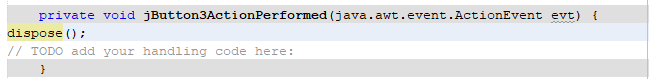 private void jButton3ActionPerformed(java.awt.event.ActionEvent evt) {
dispose();
// TODO add your handling code here:
}